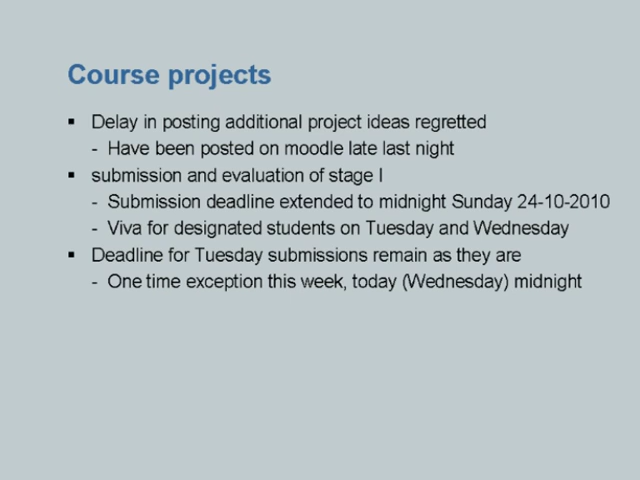 Course projects
▪ Delay in posting additional project ideas regretted
- Have been posted on moodle late last night
▪ submission and evaluation of stage I
- Submission deadline extended to midnight Sunday 24-10-2010
- Viva for designated students on Tuesday and Wednesday
▪ Deadline for Tuesday submissions remain as they are
- One time exception this week, today (Wednesday) midnight